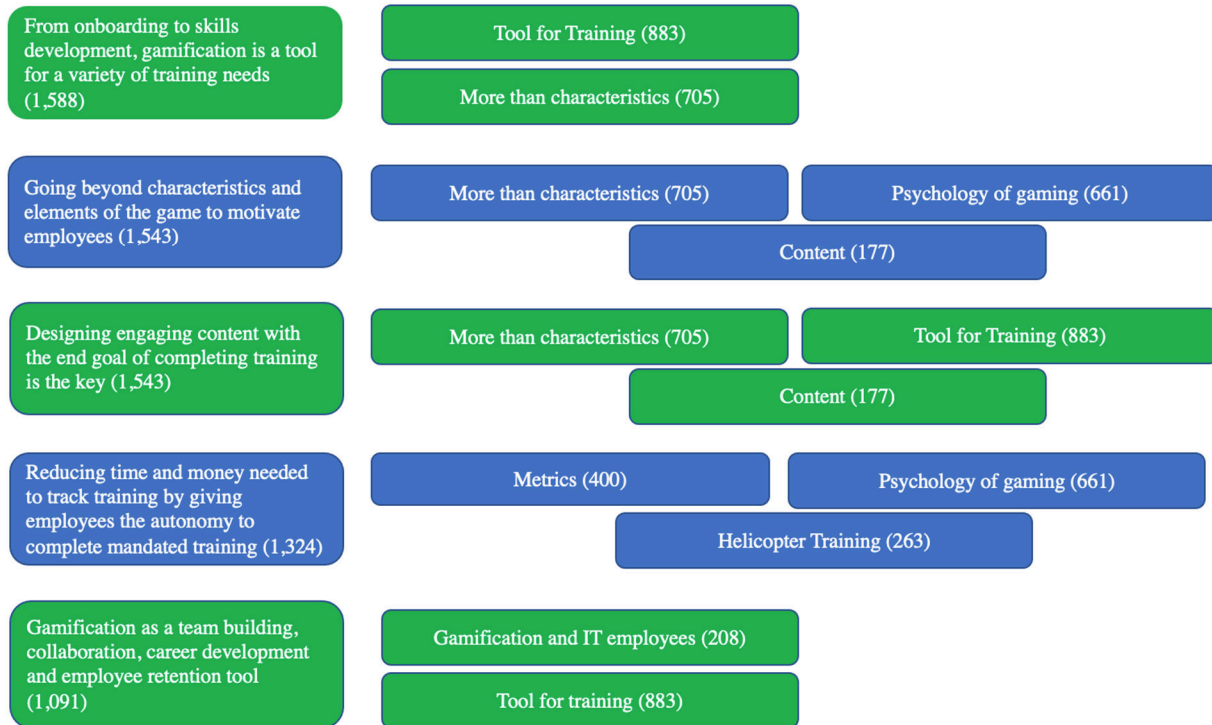 From onboarding to skills
development, gamification is a tool
for a variety of training needs
(1,588)
Tool for Training (883)
More than characteristics (705)
Going beyond characteristics and
elements of the game to motivate
employees (1,543)
More than characteristics (705)
Psychology of gaming (661)
Content (177)
Designing engaging content with
the end goal of completing training
is the key (1,543)
More than characteristics (705)
Tool for Training (883)
Content (177)
Reducing time and money needed
to track training by giving
employees the autonomy to
complete mandated training (1,324)
Metrics (400)
Psychology of gaming (661)
Helicopter Training (263)
Gamification as a team building,
collaboration, career development
and employee retention tool
(1,091)
Gamification and IT employees (208)
Tool for training (883)